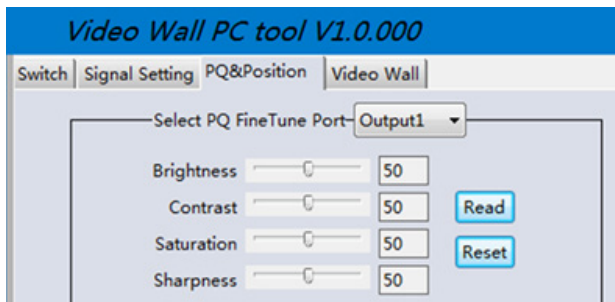 Video Wall PC tool V1.0.000
Switch Signal Setting PQ&Position Video Wall
Select PQ FineTune Port Output1
Brightness 50
Contrast 50 Read
Saturation 50 Reset
Sharpness 50